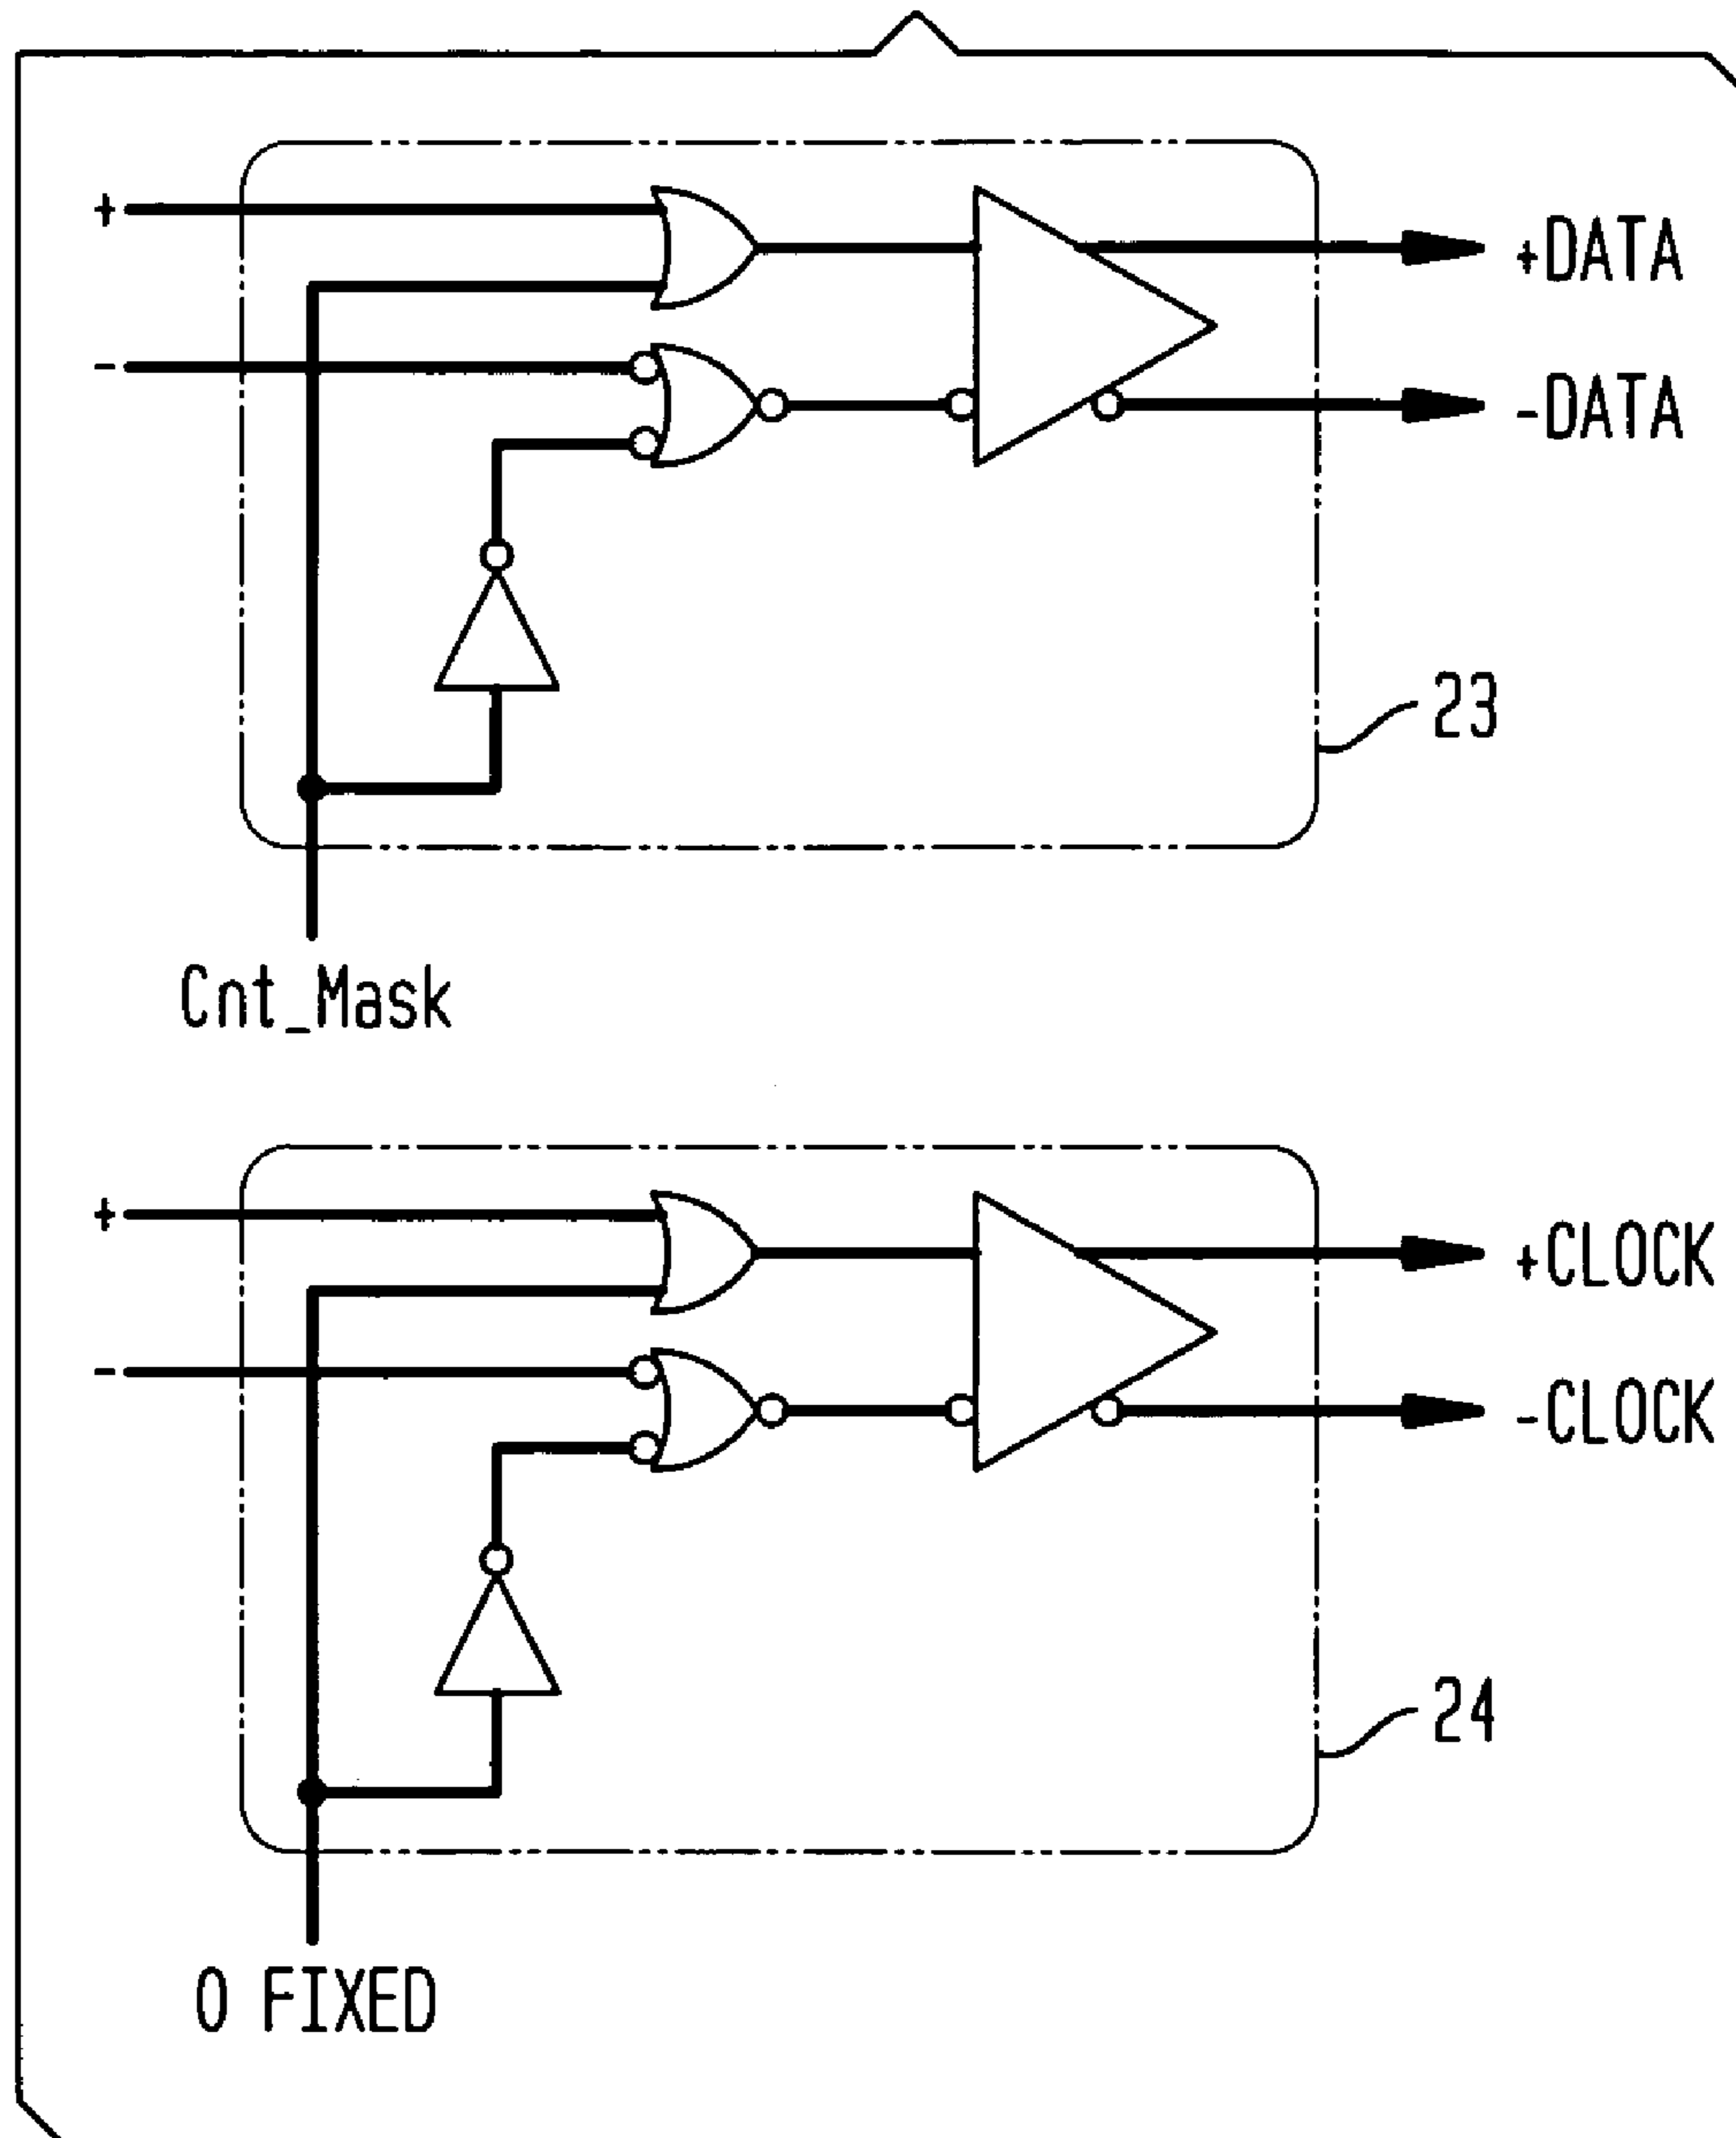 +
+DATA
-
-DATA
23
Cnt_Mask
+
+CLOCK
-
-CLOCK
24
0 FIXED